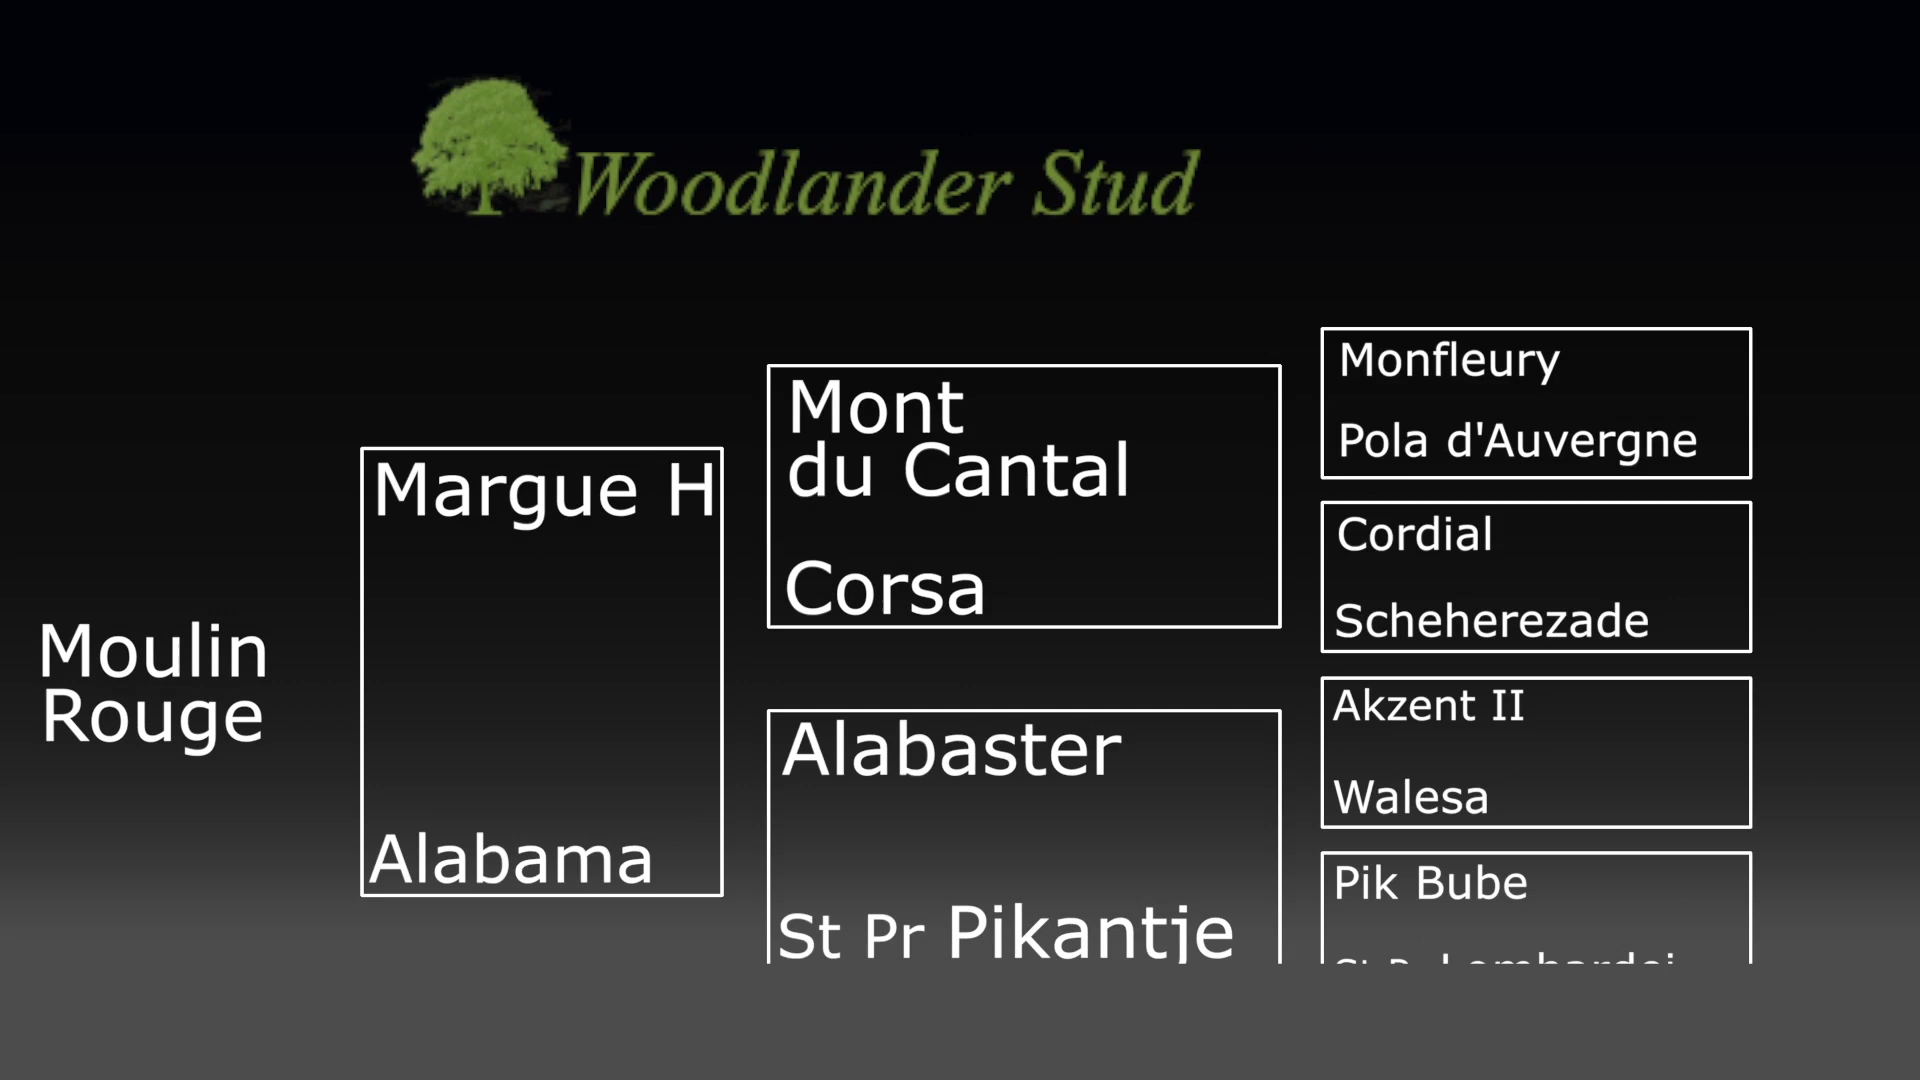 Woodlander Stud
Moulin
Rouge
Margue H
Alabama
Mont
du Cantal
Corsa
Alabaster
St Pr Pikantje
Monfleury
Pola d'Auvergne
Cordial
Scheherezade
Akzent II
Walesa
Pik Bube